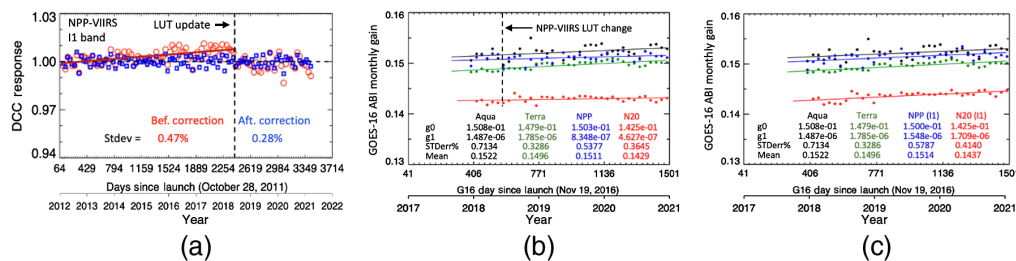 NPP-VIIRS
I1 band
LUT update
DCC response
1.06
1.03
1.00
0.97
0.94
Bef. correction
Aft. correction
Stdev =
0.47%
0.28%
64 429 794 1159 1524 1889 2254 2619 2984 3349 3714
Days since launch (October 28, 2011)
2012 2013 2014 2015 2016 2017 2018 2019 2020 2021 2022
Year
(a)
GOES-16 ABI monthly gain
0.16
0.15
0.14
0.13
NPP-VIIRS LUT change
Aqua Terra NPP N20
g0 1.508e-01 1.479e-01 1.503e-01 1.425e-01
g1 1.487e-06 1.785e-06 8.348e-07 4.627e-07
STDerr% 0.7134 0.3286 0.5377 0.3645
Mean 0.1522 0.1496 0.1511 0.1429
41 406 771 1136 1501
G16 day since launch (Nov 19, 2016)
2017 2018 2019 2020 2021
Year
(b)
GOES-16 ABI monthly gain
0.16
0.15
0.14
0.13
Aqua Terra NPP (I1) N20 (I1)
g0 1.508e-01 1.479e-01 1.500e-01 1.425e-01
g1 1.487e-06 1.785e-06 1.548e-06 1.709e-06
STDerr% 0.7134 0.3286 0.5787 0.4140
Mean 0.1522 0.1496 0.1514 0.1437
41 406 771 1136 1501
G16 day since launch (Nov 19, 2016)
2017 2018 2019 2020 2021
Year
(c)